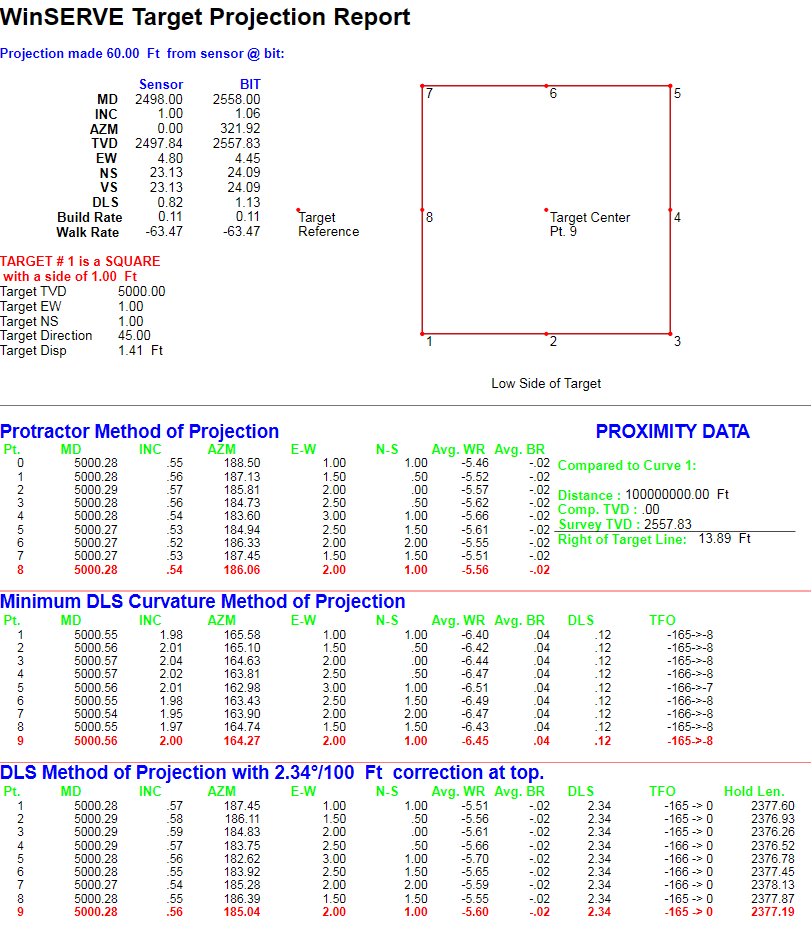 WinSERVE Target Projection Report
Projection made 60.00 Ft from sensor @ bit:
Sensor BIT
MD 2498.00 2558.00
INC 1.00 1.06
AZM 0.00 321.92
TVD 2497.84 2557.83
EW 4.80 4.45
NS 23.13 24.09
VS 23.13 24.09
DLS 0.82 1.13
Build Rate 0.11 0.11
Walk Rate -63.47 -63.47
TARGET # 1 is a SQUARE
with a side of 1.00 Ft
Target TVD 5000.00
Target EW 1.00
Target NS 1.00
Target Direction 45.00
Target Disp 1.41 Ft
Target
Reference
7 6 5
8
Target Center
Pt. 9
4
1 2 3
Low Side of Target
Protractor Method of Projection
Pt. MD INC AZM E-W N-S Avg. WR Avg. BR
0 5000.28 .55 188.50 1.00 1.00 -5.46 -.02
1 5000.28 .56 187.13 1.50 .50 -5.52 -.02
2 5000.29 .57 185.81 2.00 .00 -5.57 -.02
3 5000.28 .56 184.73 2.50 .50 -5.62 -.02
4 5000.28 .54 183.60 3.00 1.00 -5.66 -.02
5 5000.27 .53 184.94 2.50 1.50 -5.61 -.02
6 5000.27 .52 186.33 2.00 2.00 -5.55 -.02
7 5000.27 .53 187.45 1.50 1.50 -5.51 -.02
8 5000.28 .54 186.06 2.00 1.00 -5.56 -.02
PROXIMITY DATA
Compared to Curve 1:
Distance : 100000000.00 Ft
Comp. TVD : .00
Survey TVD : 2557.83
Right of Target Line: 13.89 Ft
Minimum DLS Curvature Method of Projection
Pt. MD INC AZM E-W N-S Avg. WR Avg. BR DLS TFO
1 5000.55 1.98 165.58 1.00 1.00 -6.40 .04 .12 -165->-8
2 5000.56 2.01 165.10 1.50 .50 -6.42 .04 .12 -165->-8
3 5000.57 2.04 164.63 2.00 .00 -6.44 .04 .12 -165->-8
4 5000.57 2.02 163.81 2.50 .50 -6.47 .04 .12 -166->-8
5 5000.56 2.01 162.98 3.00 1.00 -6.51 .04 .12 -166->-7
6 5000.55 1.98 163.43 2.50 1.50 -6.49 .04 .12 -166->-8
7 5000.54 1.95 163.90 2.00 2.00 -6.47 .04 .12 -166->-8
8 5000.55 1.97 164.74 1.50 1.50 -6.43 .04 .12 -165->-8
9 5000.56 2.00 164.27 2.00 1.00 -6.45 .04 .12 -165->-8
DLS Method of Projection with 2.34°/100 Ft correction at top.
Pt. MD INC AZM E-W N-S Avg. WR Avg. BR DLS TFO Hold Len.
1 5000.28 .57 187.45 1.00 1.00 -5.51 -.02 2.34 -165 -> 0 2377.60
2 5000.29 .58 186.11 1.50 .50 -5.56 -.02 2.34 -165 -> 0 2376.93
3 5000.29 .59 184.83 2.00 .00 -5.61 -.02 2.34 -165 -> 0 2376.26
4 5000.29 .57 183.75 2.50 .50 -5.66 -.02 2.34 -166 -> 0 2376.52
5 5000.28 .56 182.62 3.00 1.00 -5.70 -.02 2.34 -166 -> 0 2376.78
6 5000.28 .55 183.92 2.50 1.50 -5.65 -.02 2.34 -166 -> 0 2377.45
7 5000.27 .54 185.28 2.00 2.00 -5.59 -.02 2.34 -166 -> 0 2378.13
8 5000.28 .55 186.39 1.50 1.50 -5.55 -.02 2.34 -165 -> 0 2377.87
9 5000.28 .56 185.04 2.00 1.00 -5.60 -.02 2.34 -165 -> 0 2377.19